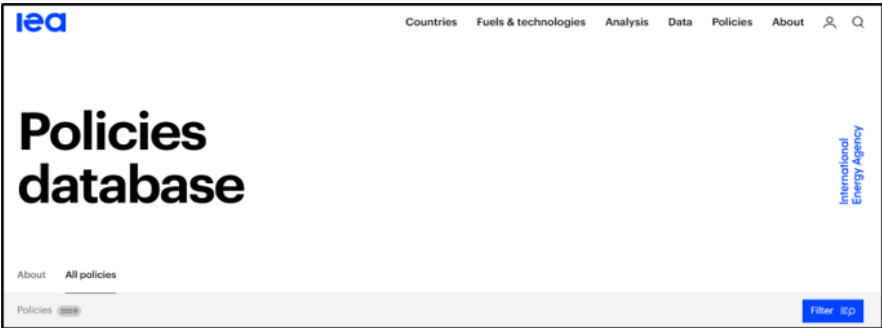 iea
Countries Fuels & technologies Analysis Data Policies About
Policies
database
International
Energy Agency
About All policies
Policies
Filter